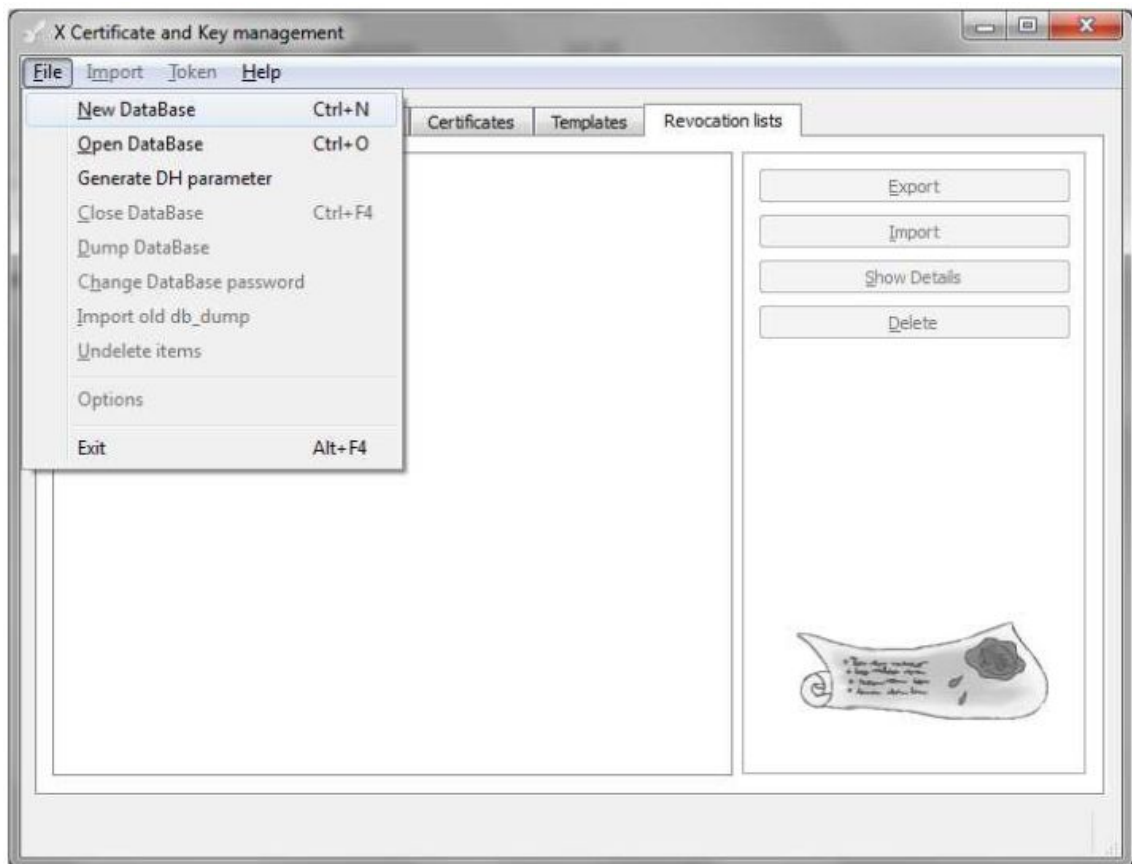 X Certificate and Key management
File Import Token Help
New DataBase Ctrl+N
Open DataBase Ctrl+O
Generate DH parameter
Close DataBase Ctrl+F4
Dump DataBase
Change DataBase password
Import old db_dump
Undelete items
Options
Exit Alt+F4
Certificates Templates Revocation lists
Export
Import
Show Details
Delete